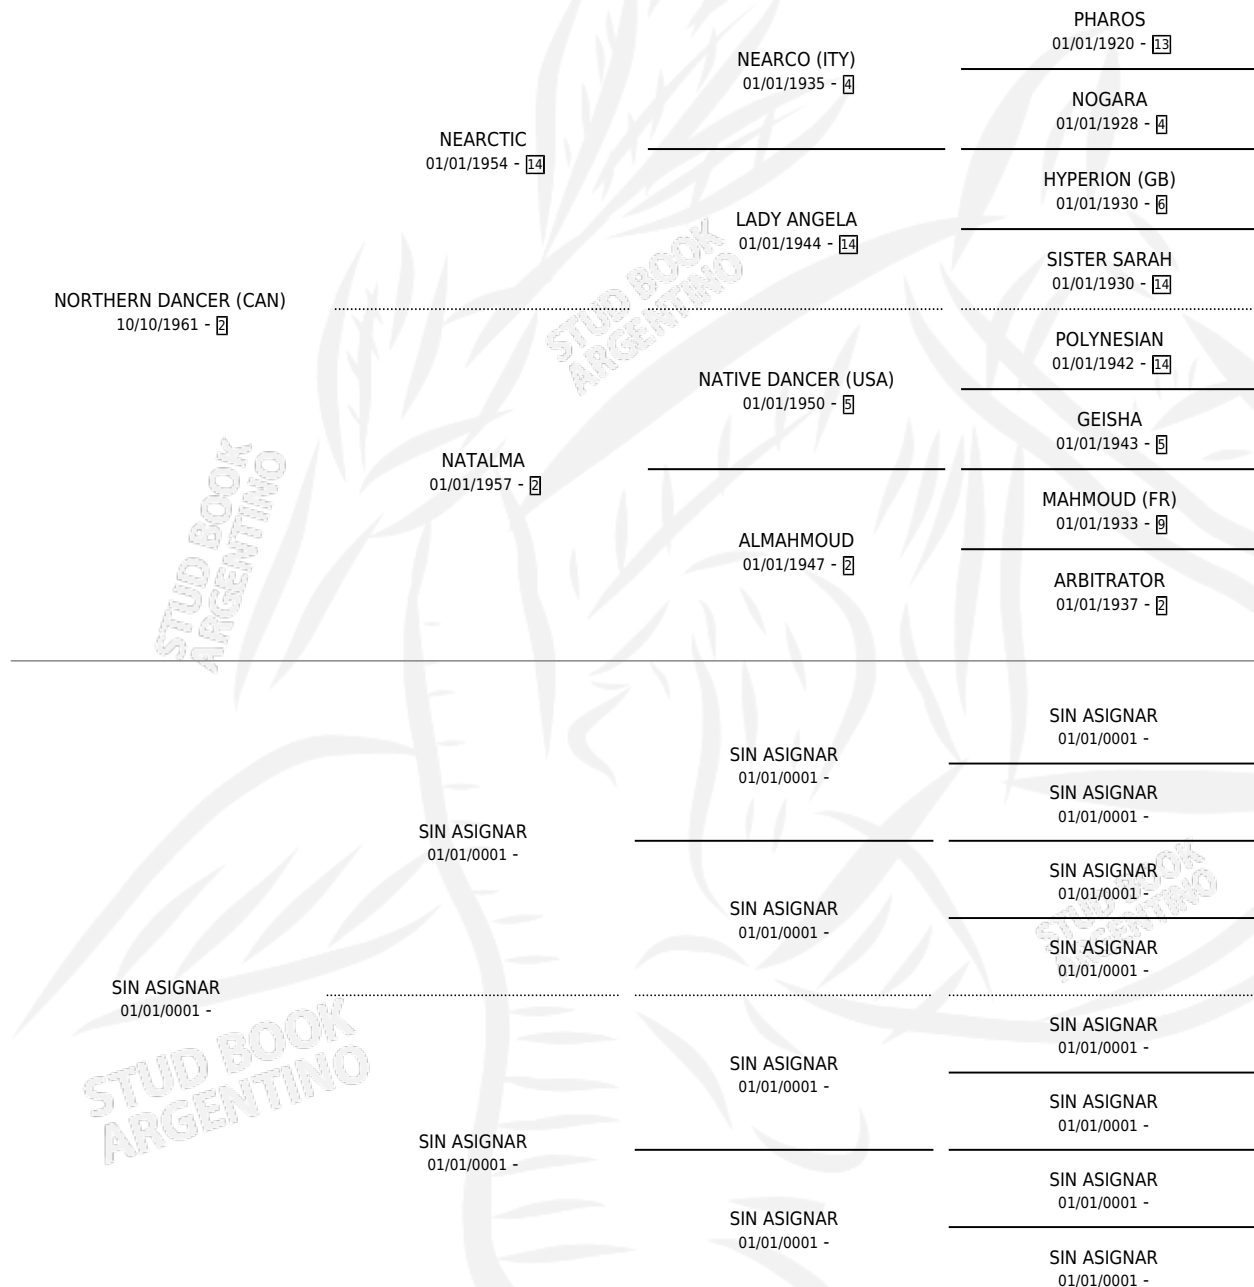 PHAROS
01/01/1920 - 13
NEARCO (ITY)
01/01/1935 - 4
NOGARA
01/01/1928 - 4
NEARCTIC
01/01/1954 - 14
HYPERION (GB)
01/01/1930 - 6
LADY ANGELA
01/01/1944 - 14
SISTER SARAH
01/01/1930 - 14
NORTHERN DANCER (CAN)
10/10/1961 - 2
STUD BOOK
ARGENTINO
POLYNESIAN
01/01/1942 - 14
NATIVE DANCER (USA)
01/01/1950 - 5
GEISHA
01/01/1943 - 5
NATALMA
01/01/1957 - 2
MAHMOUD (FR)
01/01/1933 - 9
ALMAHMOUD
01/01/1947 - 2
ARBITRATOR
01/01/1937 - 2
STUD BOOK
ARGENTINO
SIN ASIGNAR
01/01/0001 -
SIN ASIGNAR
01/01/0001 -
SIN ASIGNAR
01/01/0001 -
SIN ASIGNAR
01/01/0001 -
SIN ASIGNAR
01/01/0001 -
SIN ASIGNAR
01/01/0001 -
SIN ASIGNAR
01/01/0001 -
STUD BOOK
ARGENTINO
SIN ASIGNAR
01/01/0001 -
SIN ASIGNAR
01/01/0001 -
SIN ASIGNAR
01/01/0001 -
SIN ASIGNAR
01/01/0001 -
SIN ASIGNAR
01/01/0001 -
SIN ASIGNAR
01/01/0001 -
SIN ASIGNAR
01/01/0001 -
SIN ASIGNAR
01/01/0001 -
STUD BOOK
ARGENTINO